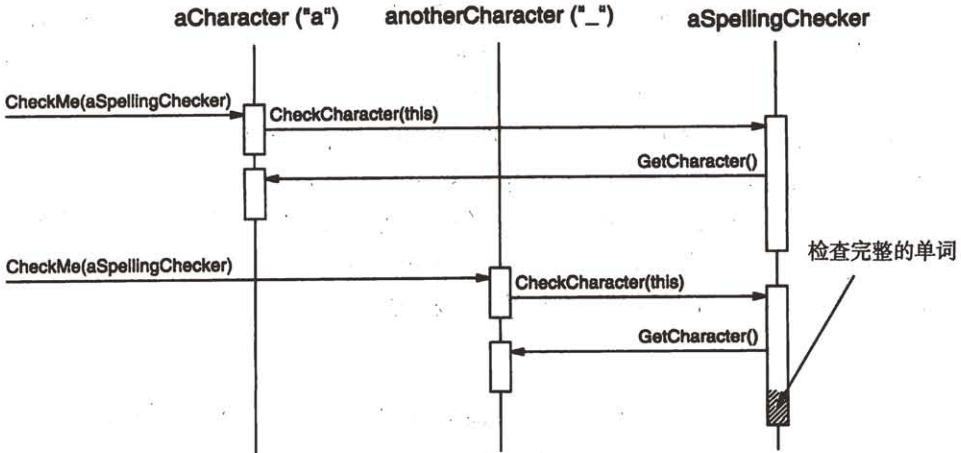 aCharacter ("a")
anotherCharacter ("_")
aSpellingChecker
CheckMe(aSpellingChecker)
CheckCharacter(this)
GetCharacter()
检查完整的单词
CheckMe(aSpellingChecker)
CheckCharacter(this)
GetCharacter()